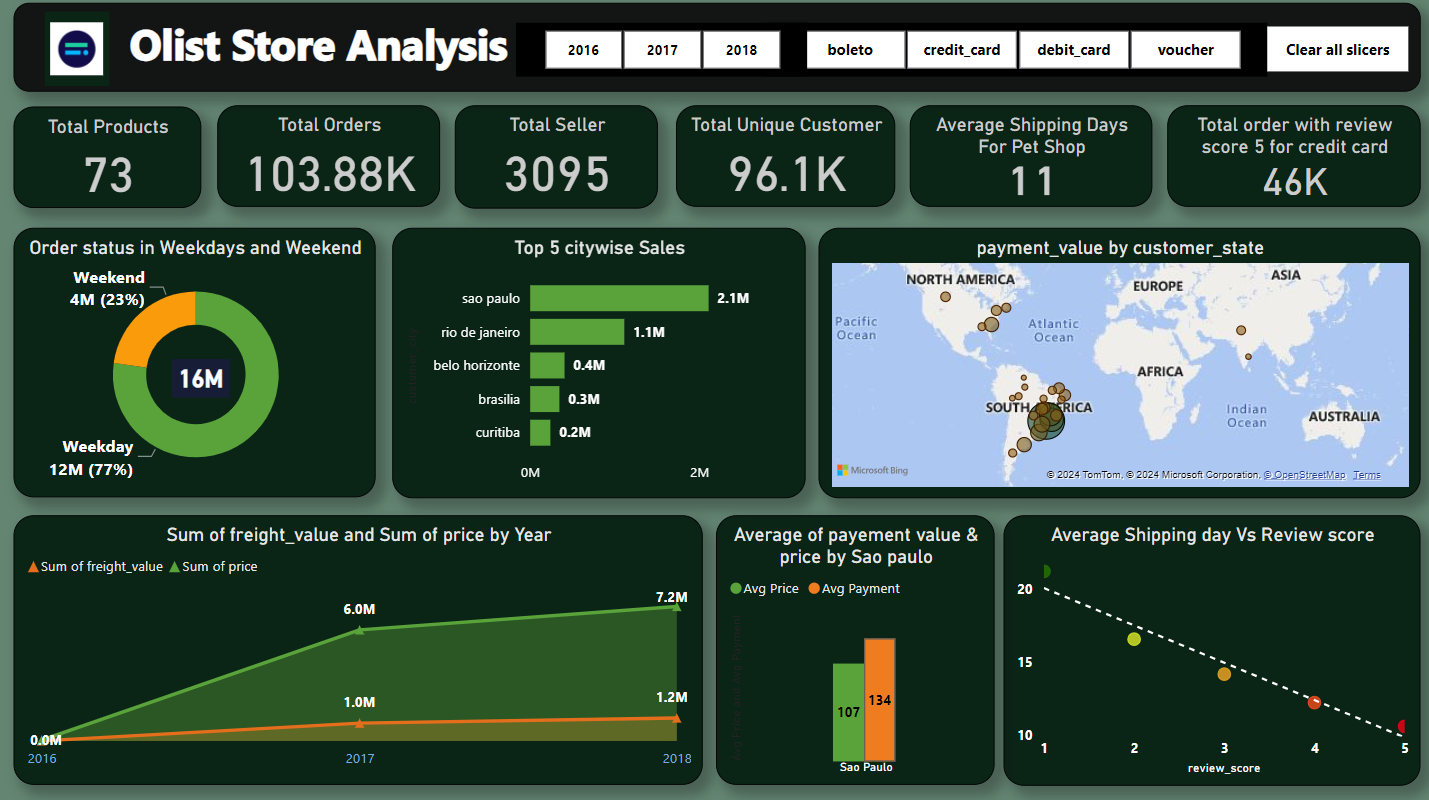 Olist Store Analysis
2016
2017
2018
boleto
credit_card
debit_card
voucher
Clear all slicers
Total Products
73
Total Orders
103.88K
Total Seller
3095
Total Unique Customer
96.1K
Average Shipping Days
For Pet Shop
11
Total order with review
score 5 for credit card
46K
Order status in Weekdays and Weekend
Weekend
4M (23%)
16M
Weekday
12M (77%)
Top 5 citywise Sales
customer_city
sao paulo
2.1M
rio de janeiro
1.1M
belo horizonte
0.4M
brasilia
0.3M
curitiba
0.2M
0M
2M
payment_value by customer_state
NORTH AMERICA
EUROPE
ASIA
Pacific
Ocean
Atlantic
Ocean
AFRICA
SOUTH AMERICA
Indian
Ocean
AUSTRALIA
Microsoft Bing
© 2024 TomTom, © 2024 Microsoft Corporation, © OpenStreetMap Terms
Sum of freight_value and Sum of price by Year
Sum of freight_value
Sum of price
0.0M
6.0M
7.2M
1.0M
1.2M
2016
2017
2018
Average of payement value &
price by Sao paulo
Avg Price
Avg Payment
Avg Price and Avg Payment
107
134
Sao Paulo
Average Shipping day Vs Review score
20
15
10
1
2
3
4
5
review_score